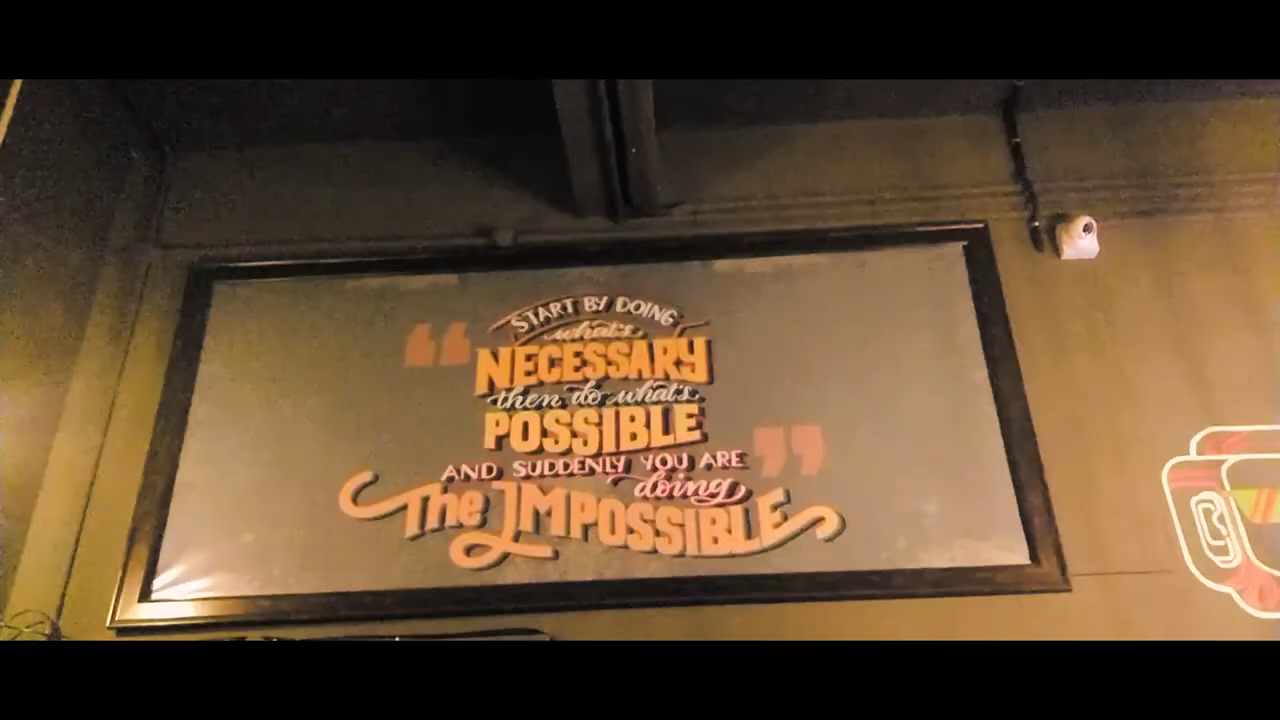 START BY DOING
what's
NECESSARY
then do what's
POSSIBLE
AND SUDDENLY YOU ARE
doing
The IMPOSSIBLE